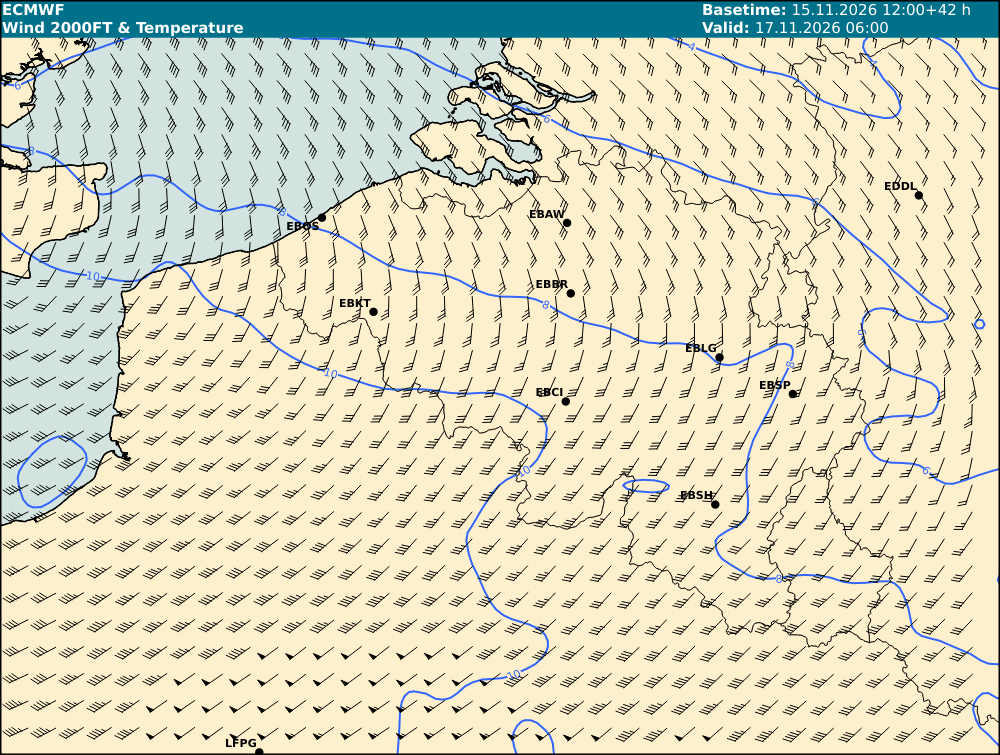 ECMWF
Wind 2000FT & Temperature
Basetime: 15.11.2026 12:00+42 h
Valid: 17.11.2026 06:00
4
6
6
8
EDDL
6
EBAW
8
EBOS
10
EBBR
8
EBKT
6
EBLG
8
10
EBSP
EBCI
10
6
EBSH
8
10
LFPG